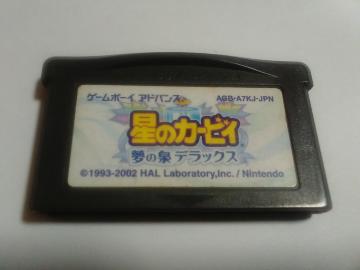 ゲームボーイ アドバンス AGB-A7KJ-JPN
星のカービィ
夢の泉 デラックス
©1993-2002 HAL Laboratory,Inc. / Nintendo